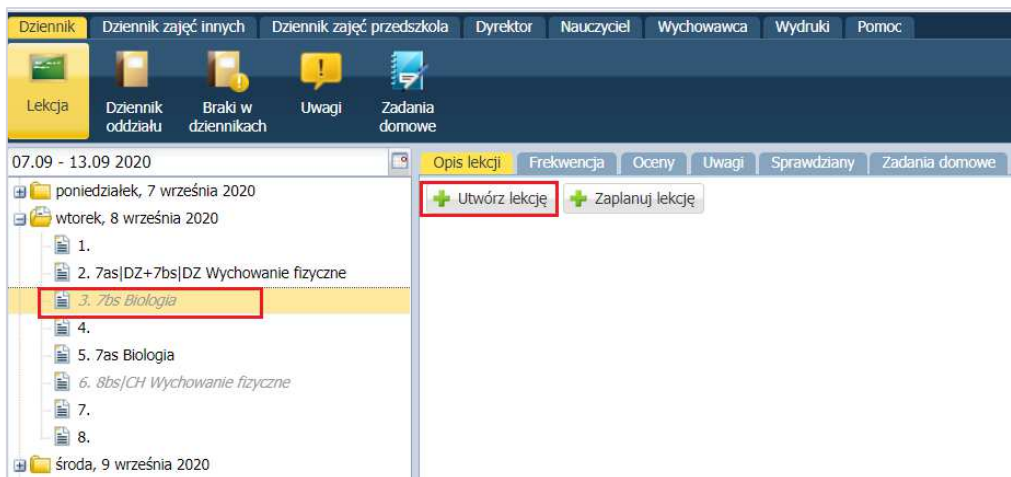 Dziennik Dziennik zajęć innych Dziennik zajęć przedszkola Dyrektor Nauczyciel Wychowawca Wydruki Pomoc
Lekcja Dziennik oddziału Braki w dziennikach Uwagi Zadania domowe
07.09 - 13.09 2020
Opis lekcji Frekwencja Oceny Uwagi Sprawdziany Zadania domowe
Utwórz lekcję Zaplanuj lekcję
poniedziałek, 7 września 2020
wtorek, 8 września 2020
1.
2. 7as|DZ+7bs|DZ Wychowanie fizyczne
3. 7bs Biologia
4.
5. 7as Biologia
6. 8bs|CH Wychowanie fizyczne
7.
8.
środa, 9 września 2020